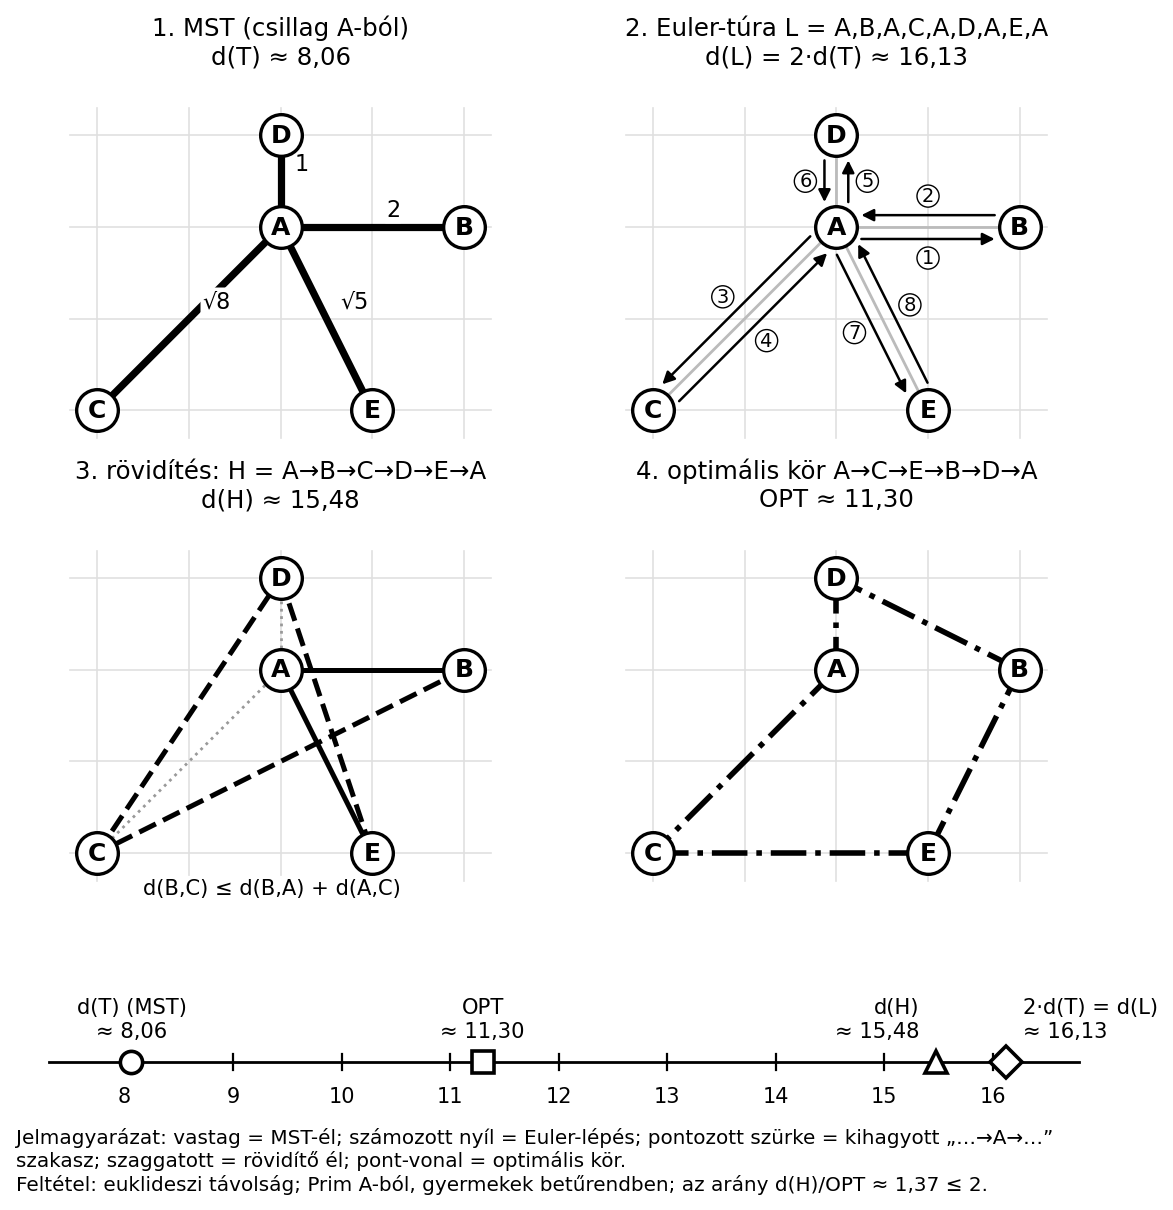 1. MST (csillag A-ból)
d(T) ≈ 8,06
D
1
A
2
B
√8
√5
C
E
2. Euler-túra L = A,B,A,C,A,D,A,E,A
d(L) = 2·d(T) ≈ 16,13
D
⑥
⑤
②
A
B
①
③
⑧
④
⑦
C
E
3. rövidítés: H = A→B→C→D→E→A
d(H) ≈ 15,48
D
A
B
C
E
d(B,C) ≤ d(B,A) + d(A,C)
4. optimális kör A→C→E→B→D→A
OPT ≈ 11,30
D
A
B
C
E
d(T) (MST)
≈ 8,06
OPT
≈ 11,30
d(H)
≈ 15,48
2·d(T) = d(L)
≈ 16,13
8 9 10 11 12 13 14 15 16
Jelmagyarázat: vastag = MST-él; számozott nyíl = Euler-lépés; pontozott szürke = kihagyott „…→A→…”
szakasz; szaggatott = rövidítő él; pont-vonal = optimális kör.
Feltétel: euklideszi távolság; Prim A-ból, gyermekek betűrendben; az arány d(H)/OPT ≈ 1,37 ≤ 2.